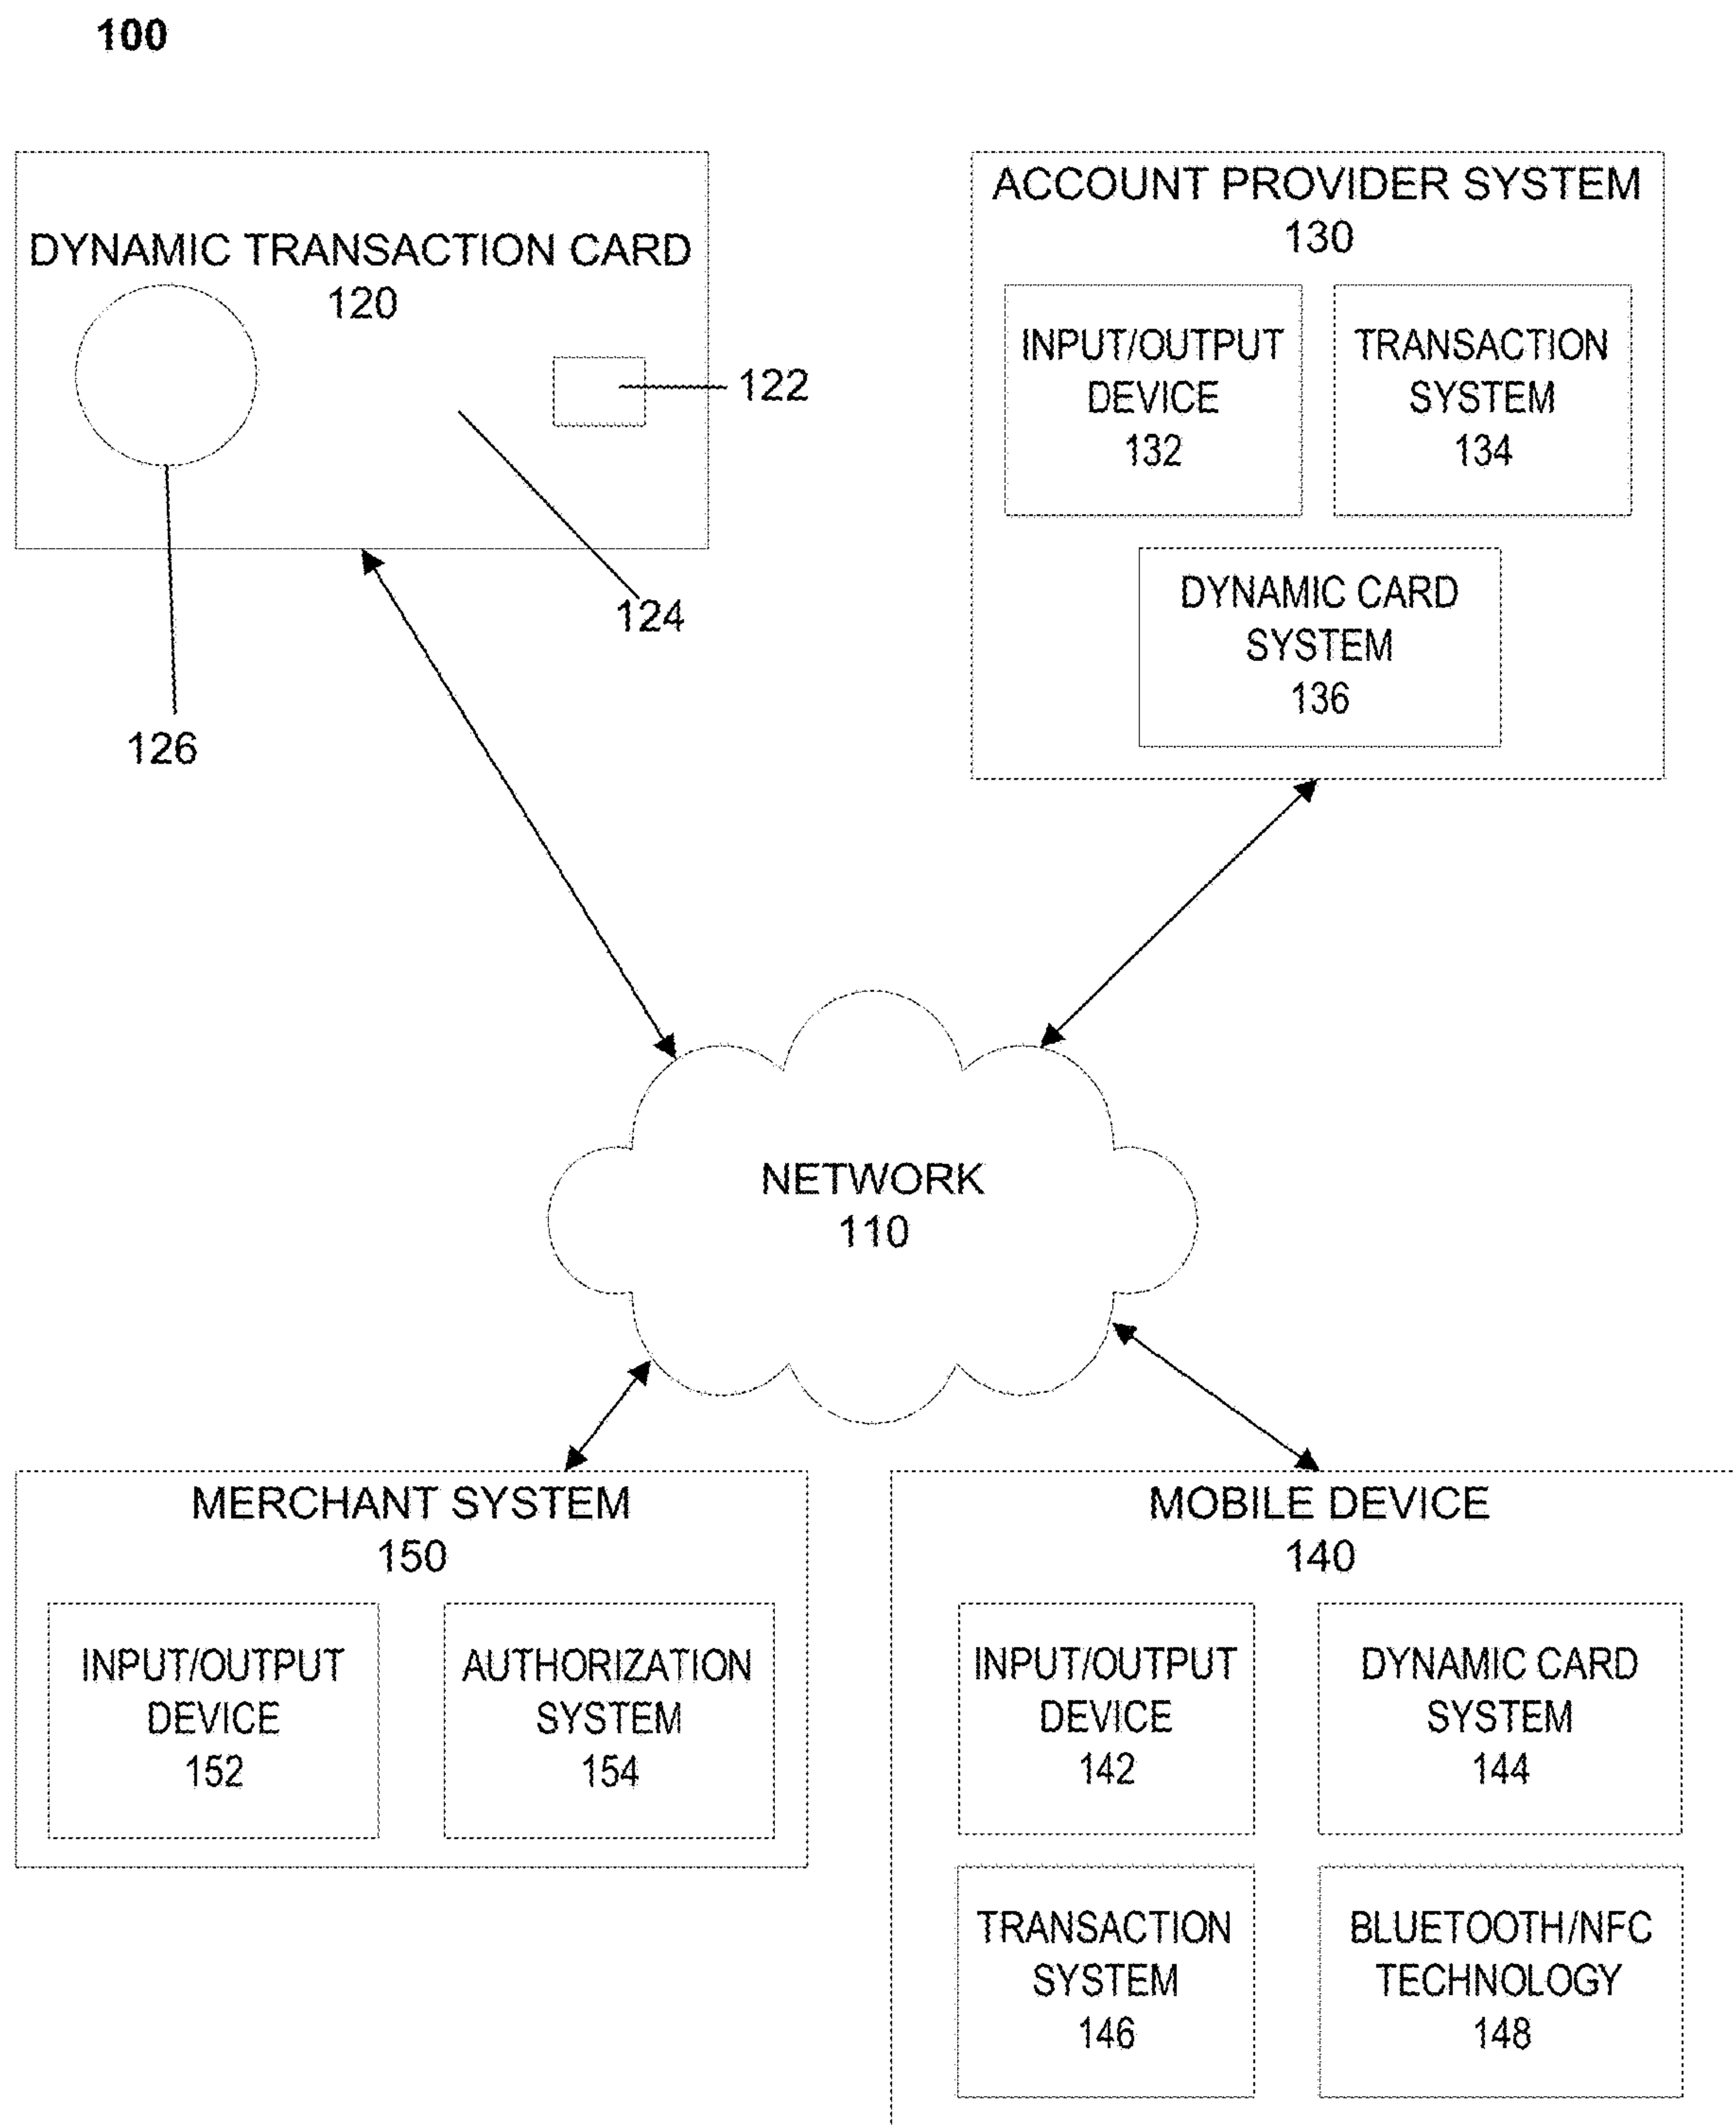 100
DYNAMIC TRANSACTION CARD
120
122
124
126
ACCOUNT PROVIDER SYSTEM
130
INPUT/OUTPUT
DEVICE
132
TRANSACTION
SYSTEM
134
DYNAMIC CARD
SYSTEM
136
NETWORK
110
MERCHANT SYSTEM
150
INPUT/OUTPUT
DEVICE
152
AUTHORIZATION
SYSTEM
154
MOBILE DEVICE
140
INPUT/OUTPUT
DEVICE
142
DYNAMIC CARD
SYSTEM
144
TRANSACTION
SYSTEM
146
BLUETOOTH/NFC
TECHNOLOGY
148